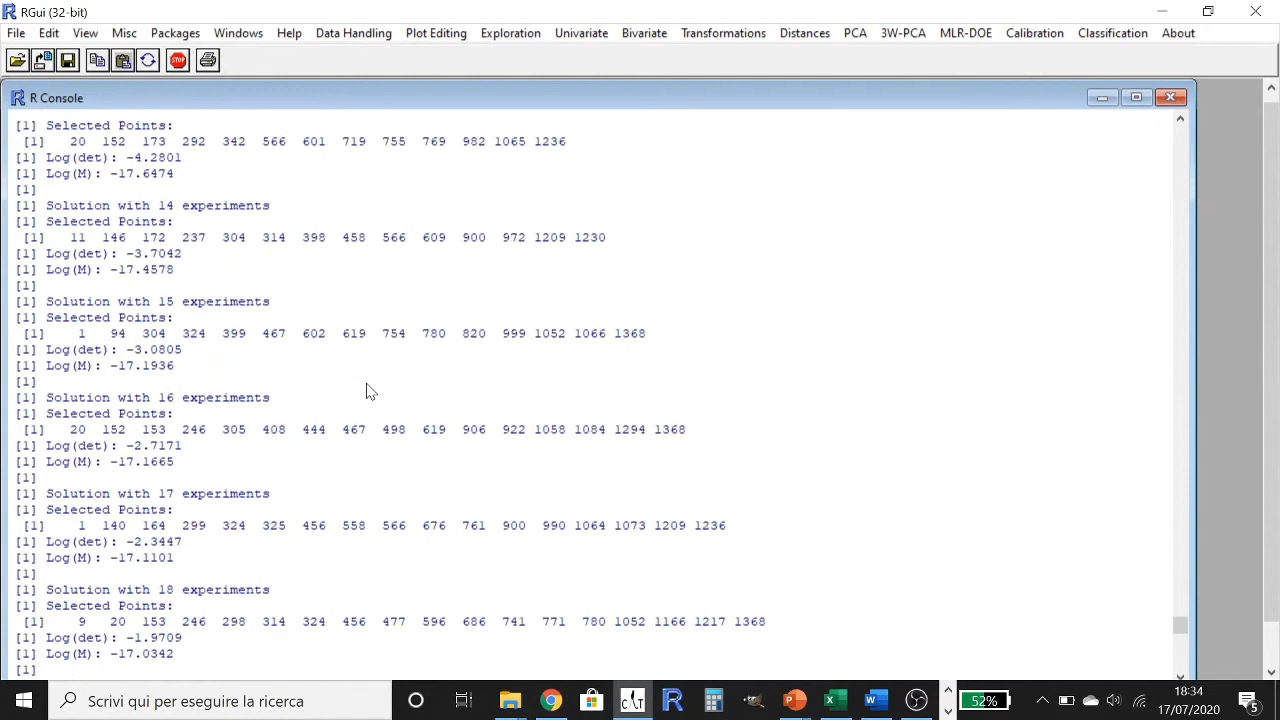 RGui (32-bit)
File Edit View Misc Packages Windows Help Data Handling Plot Editing Exploration Univariate Bivariate Transformations Distances PCA 3W-PCA MLR-DOE Calibration Classification About
STOP
R Console
[1] Selected Points:
[1] 20 152 173 292 342 566 601 719 755 769 982 1065 1236
[1] Log(det): -4.2801
[1] Log(M): -17.6474
[1]
[1] Solution with 14 experiments
[1] Selected Points:
[1] 11 146 172 237 304 314 398 458 566 609 900 972 1209 1230
[1] Log(det): -3.7042
[1] Log(M): -17.4578
[1]
[1] Solution with 15 experiments
[1] Selected Points:
[1] 1 94 304 324 399 467 602 619 754 780 820 999 1052 1066 1368
[1] Log(det): -3.0805
[1] Log(M): -17.1936
[1]
[1] Solution with 16 experiments
[1] Selected Points:
[1] 20 152 153 246 305 408 444 467 498 619 906 922 1058 1084 1294 1368
[1] Log(det): -2.7171
[1] Log(M): -17.1665
[1]
[1] Solution with 17 experiments
[1] Selected Points:
[1] 1 140 164 299 324 325 456 558 566 676 761 900 990 1064 1073 1209 1236
[1] Log(det): -2.3447
[1] Log(M): -17.1101
[1]
[1] Solution with 18 experiments
[1] Selected Points:
[1] 9 20 153 246 298 314 324 456 477 596 686 741 771 780 1052 1166 1217 1368
[1] Log(det): -1.9709
[1] Log(M): -17.0342
[1]
Scrivi qui per eseguire la ricerca
52%
18:34
17/07/2020
5